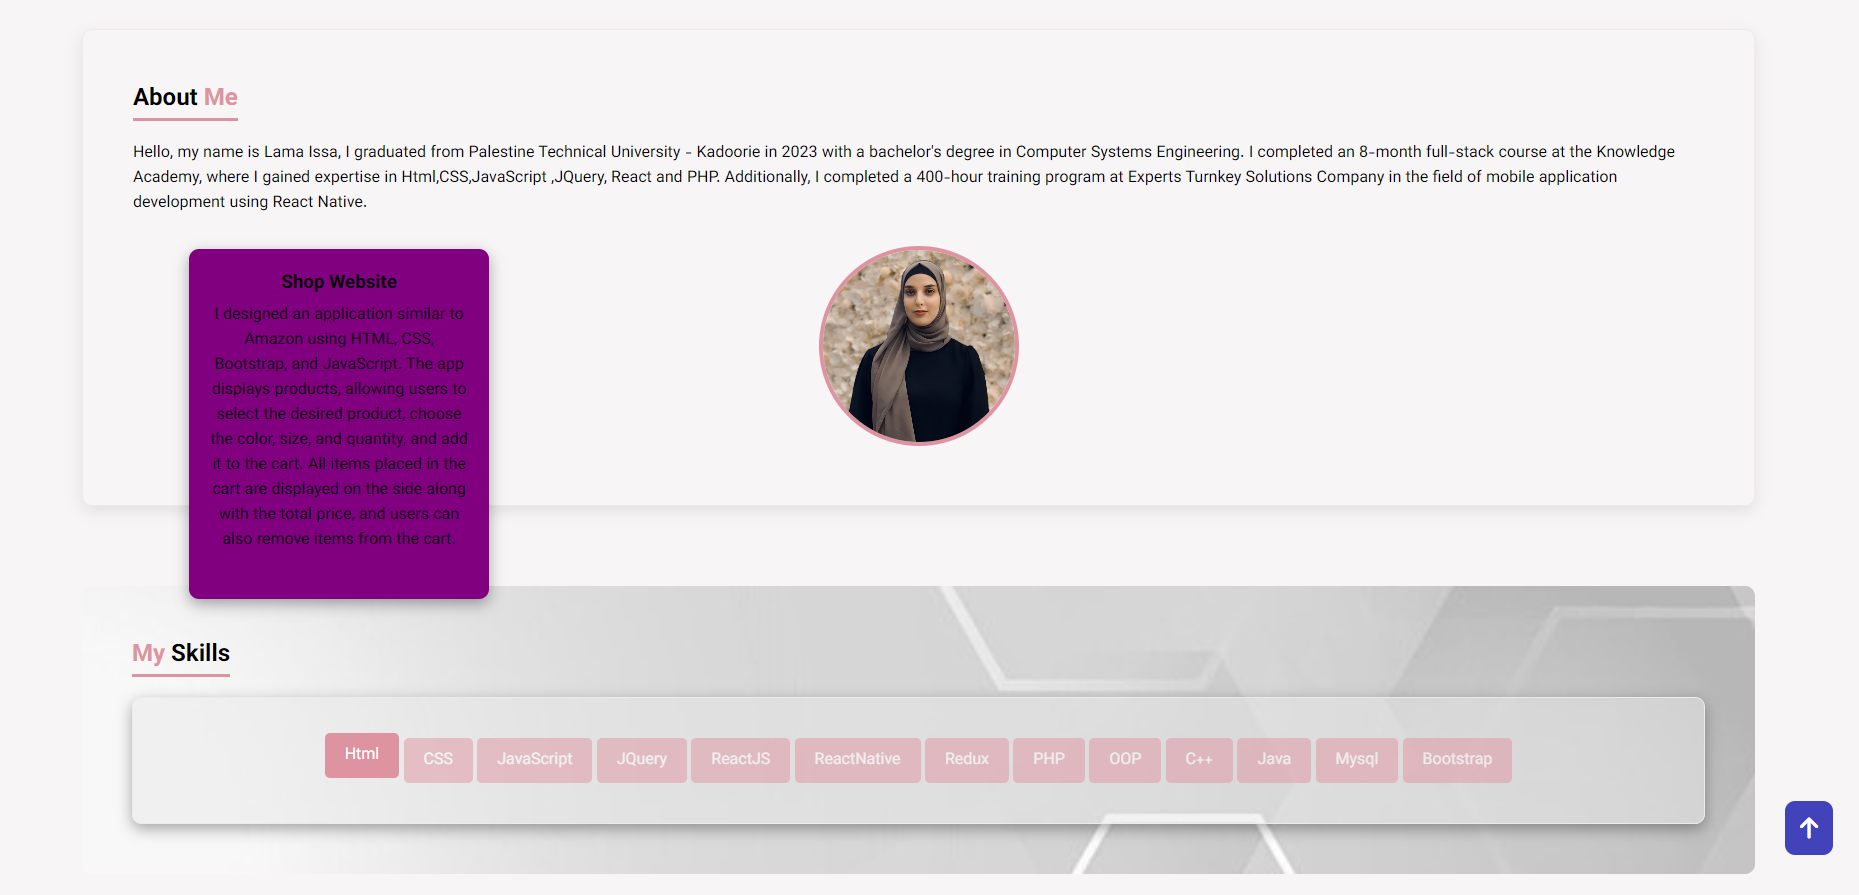 About Me
Hello, my name is Lama Issa, I graduated from Palestine Technical University - Kadoorie in 2023 with a bachelor's degree in Computer Systems Engineering. I completed an 8-month full-stack course at the Knowledge
Academy, where I gained expertise in Html,CSS,JavaScript ,JQuery, React and PHP. Additionally, I completed a 400-hour training program at Experts Turnkey Solutions Company in the field of mobile application
development using React Native.
Shop Website
I designed an application similar to
Amazon using HTML, CSS,
Bootstrap, and JavaScript. The app
displays products, allowing users to
select the desired product, choose
the color, size, and quantity, and add
it to the cart. All items placed in the
cart are displayed on the side along
with the total price, and users can
also remove items from the cart.
My Skills
Html CSS JavaScript JQuery ReactJS ReactNative Redux PHP OOP C++ Java Mysql Bootstrap